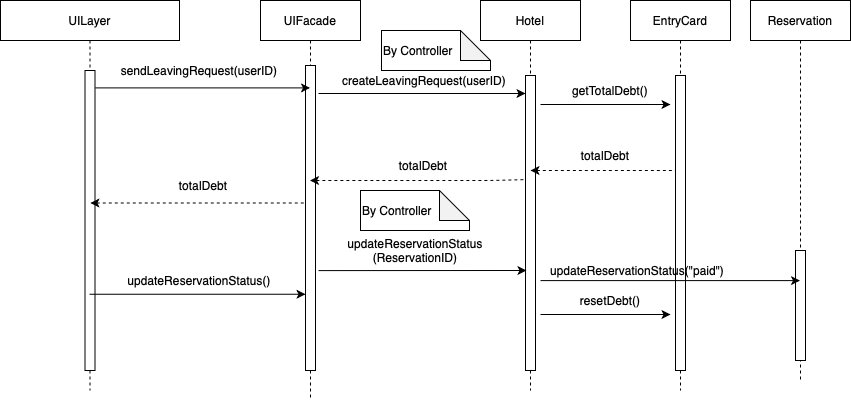 UILayer
UIFacade
Hotel
EntryCard
Reservation
By Controller
sendLeavingRequest(userID)
createLeavingRequest(userID)
getTotalDebt()
totalDebt
totalDebt
totalDebt
By Controller
updateReservationStatus
(ReservationID)
updateReservationStatus("paid")
updateReservationStatus()
resetDebt()